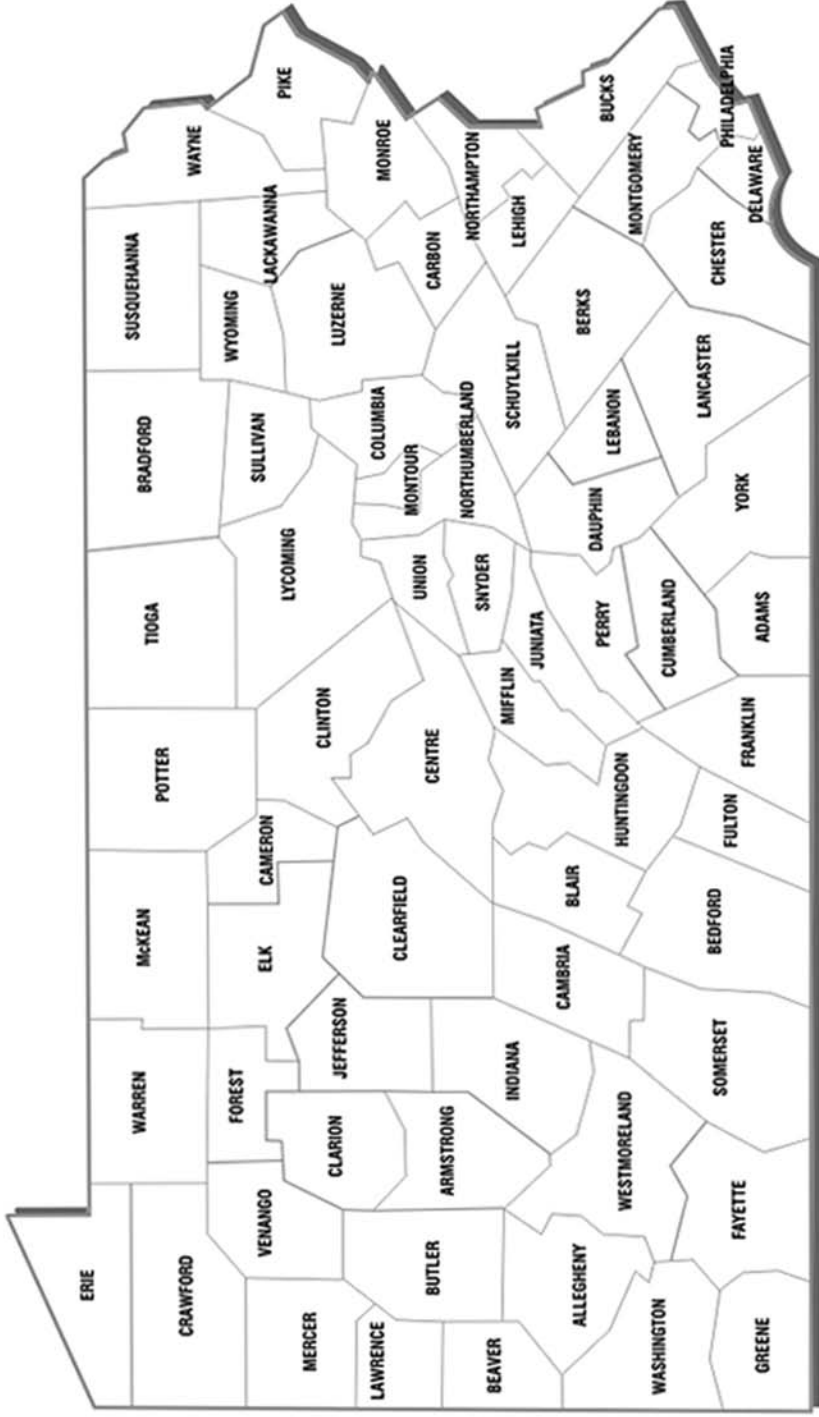 ERIE
CRAWFORD
WARREN
McKEAN
POTTER
TIOGA
BRADFORD
SUSQUEHANNA
WAYNE
PIKE
WYOMING
LACKAWANNA
SULLIVAN
LYCOMING
CLINTON
CAMERON
ELK
FOREST
VENANGO
MERCER
LAWRENCE
BUTLER
CLARION
ARMSTRONG
JEFFERSON
CLEARFIELD
CENTRE
UNION
MONTOUR
COLUMBIA
LUZERNE
CARBON
MONROE
NORTHAMPTON
LEHIGH
SCHUYLKILL
NORTHUMBERLAND
SNYDER
JUNIATA
MIFFLIN
INDIANA
BEAVER
ALLEGHENY
WESTMORELAND
CAMBRIA
BLAIR
HUNTINGDON
PERRY
DAUPHIN
LEBANON
BERKS
MONTGOMERY
BUCKS
PHILADELPHIA
DELAWARE
CHESTER
LANCASTER
YORK
CUMBERLAND
ADAMS
FRANKLIN
FULTON
BEDFORD
SOMERSET
FAYETTE
WASHINGTON
GREENE